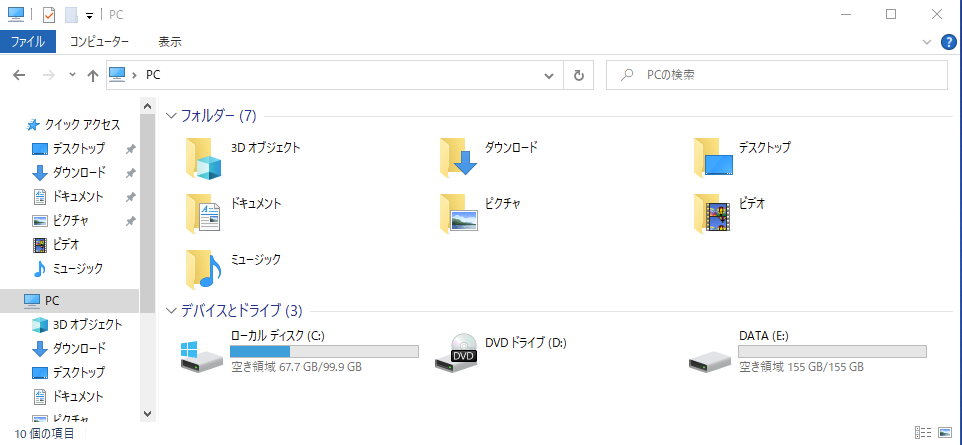 PC
ファイル
コンピューター
表示
PC
PCの検索
クイック アクセス
デスクトップ
ダウンロード
ドキュメント
ピクチャ
ビデオ
ミュージック
PC
3D オブジェクト
ダウンロード
デスクトップ
ドキュメント
ピクチャ
フォルダー (7)
3D オブジェクト
ダウンロード
デスクトップ
ドキュメント
ピクチャ
ビデオ
ミュージック
デバイスとドライブ (3)
ローカル ディスク (C:)
空き領域 67.7 GB/99.9 GB
DVD
DVD ドライブ (D:)
DATA (E:)
空き領域 155 GB/155 GB
10 個の項目